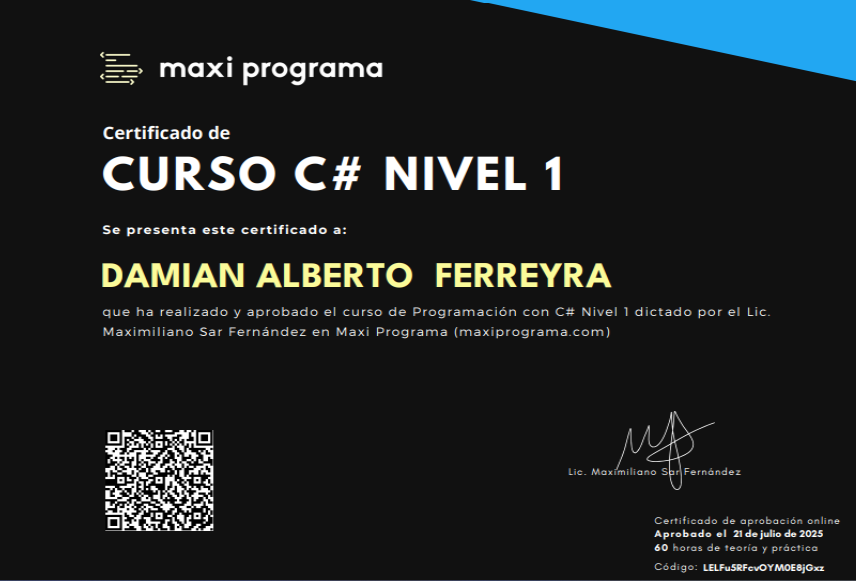 maxi programa
Certificado de
CURSO C# NIVEL 1
Se presenta este certificado a:
DAMIAN ALBERTO FERREYRA
que ha realizado y aprobado el curso de Programación con C# Nivel 1 dictado por el Lic.
Maximiliano Sar Fernández en Maxi Programa (maxiprograma.com)
Lic. Maximiliano Sar Fernández
Certificado de aprobación online
Aprobado el 21 de julio de 2025
60 horas de teoría y práctica
Código: LELFu5RFcvOYM0E8jGxz